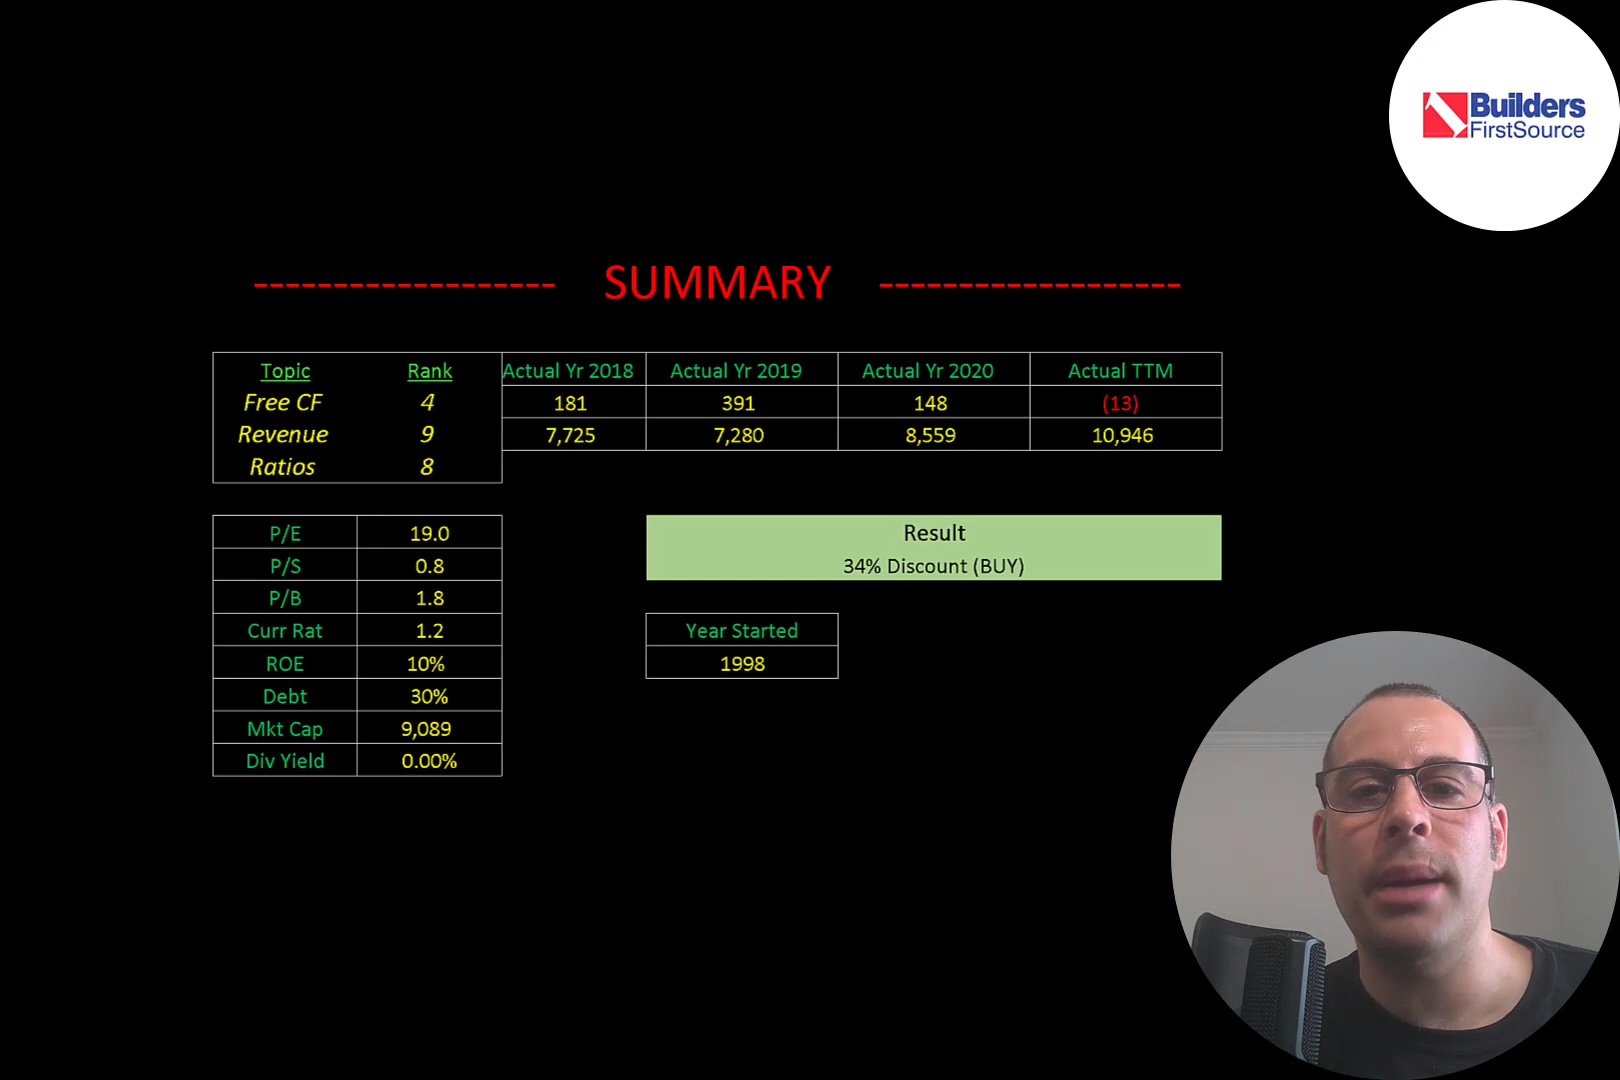 Builders
FirstSource
------------------- SUMMARY -------------------
Topic Rank Actual Yr 2018 Actual Yr 2019 Actual Yr 2020 Actual TTM
Free CF 4 181 391 148 (13)
Revenue 9 7,725 7,280 8,559 10,946
Ratios 8
P/E 19.0 Result
P/S 0.8 34% Discount (BUY)
P/B 1.8
Curr Rat 1.2 Year Started
ROE 10% 1998
Debt 30%
Mkt Cap 9,089
Div Yield 0.00%